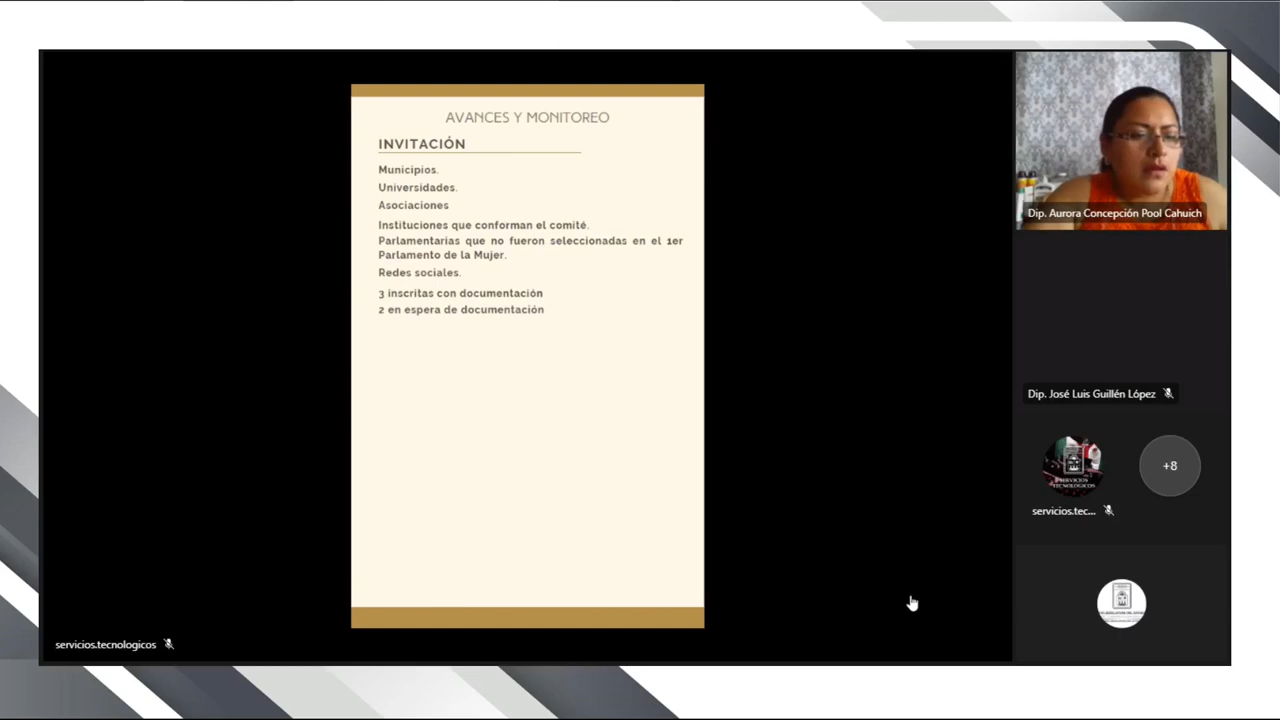 AVANCES Y MONITOREO
INVITACIÓN
Municipios.
Universidades.
Asociaciones
Instituciones que conforman el comité.
Parlamentarias que no fueron seleccionadas en el 1er
Parlamento de la Mujer.
Redes sociales.
3 inscritas con documentación
2 en espera de documentación
Dip. Aurora Concepción Pool Cahuich
Dip. José Luis Guillén López
SERVICIOS
TECNOLOGICOS
+8
servicios.tec...
servicios.tecnologicos